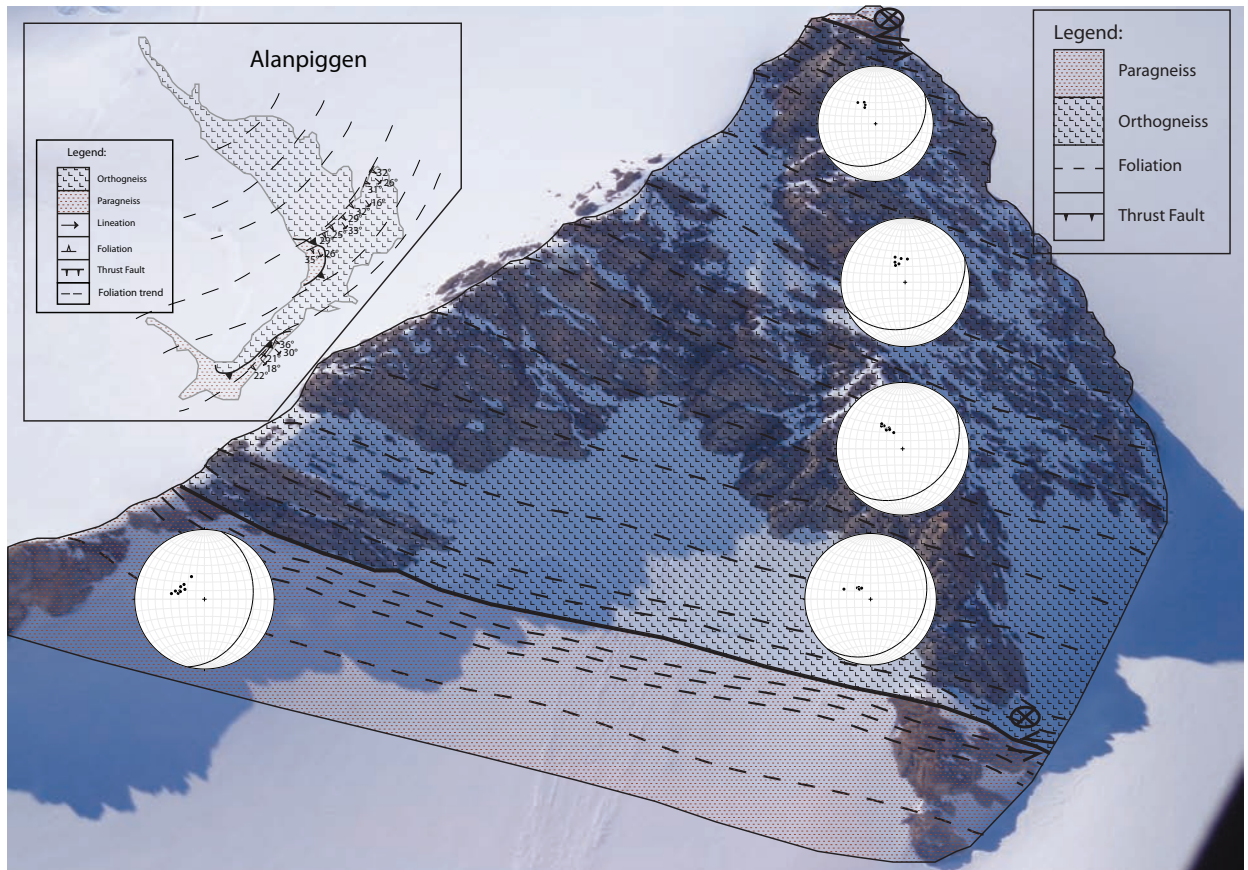 Alanpiggen
Legend:
Orthogneiss
Paragneiss
Lineation
Foliation
Thrust Fault
Foliation trend
32°
26°
31°
16°
32°
29°
33°
25°
29°
26°
35°
36°
30°
21°
18°
22°
Legend:
Paragneiss
Orthogneiss
Foliation
Thrust Fault